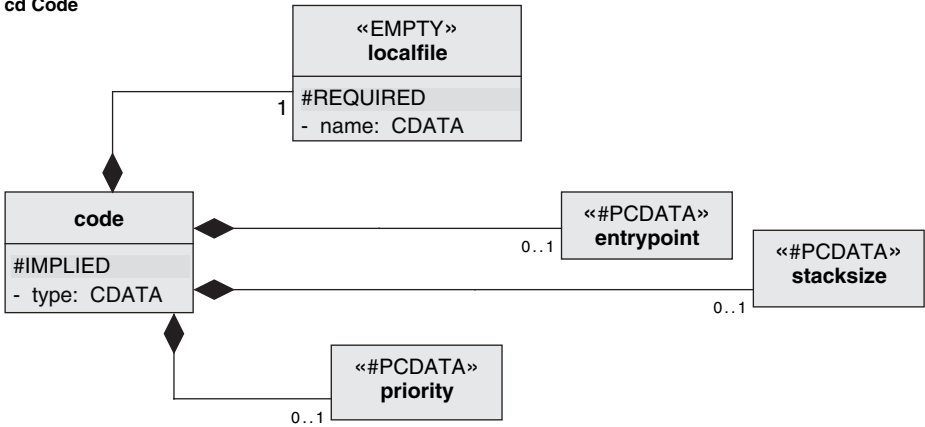 cd Code
«EMPTY»
localfile
#REQUIRED
- name: CDATA
1
code
#IMPLIED
- type: CDATA
«#PCDATA»
entrypoint
0..1
«#PCDATA»
stacksize
0..1
«#PCDATA»
priority
0..1